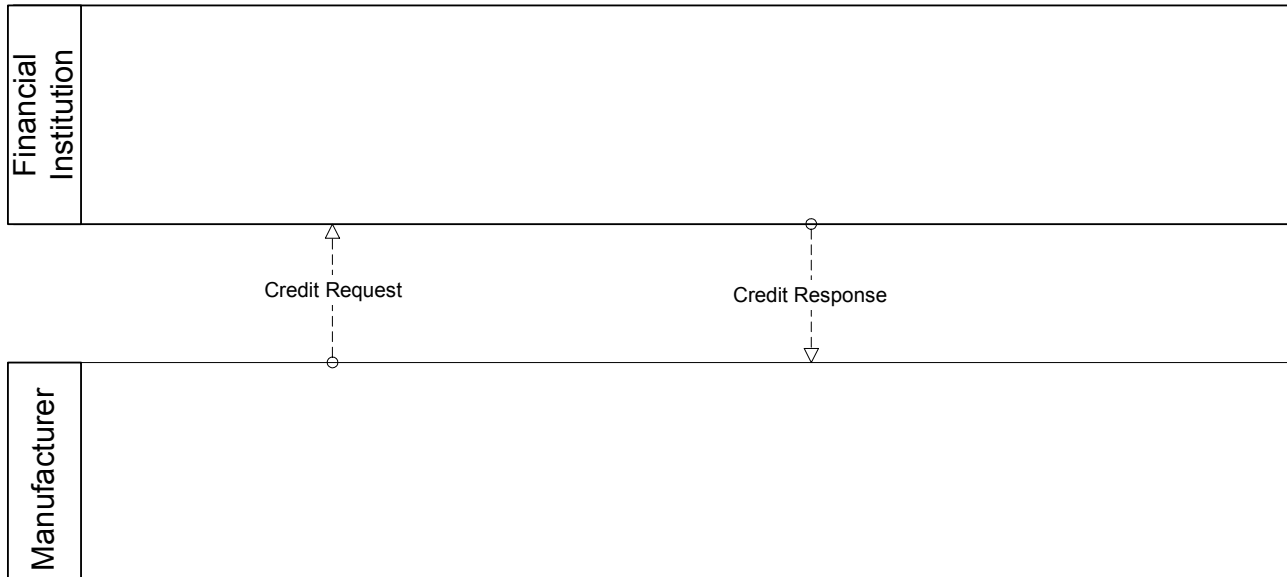 Financial
Institution
Credit Request
Credit Response
Manufacturer